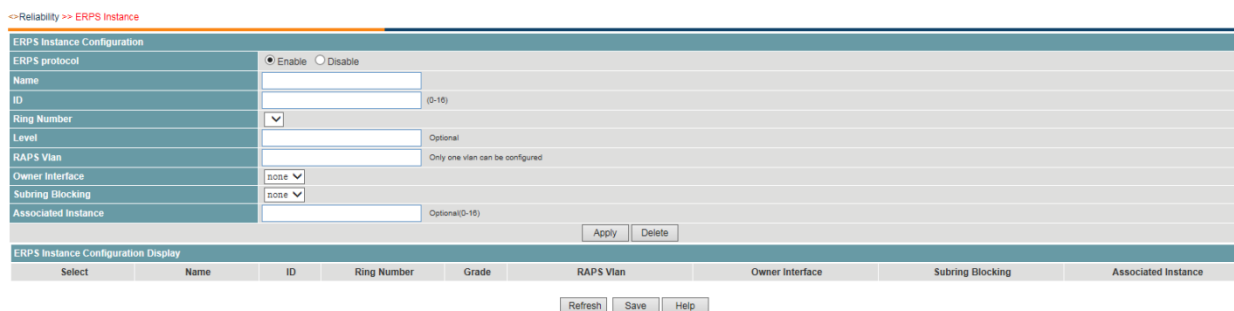 <>Reliability >> ERPS Instance
ERPS Instance Configuration
ERPS protocol Enable Disable
Name
ID (0-16)
Ring Number
Level Optional
RAPS Vlan Only one vlan can be configured
Owner Interface none
Subring Blocking none
Associated Instance Optional(0-16)
Apply Delete
ERPS Instance Configuration Display
Select Name ID Ring Number Grade RAPS Vlan Owner Interface Subring Blocking Associated Instance
Refresh Save Help